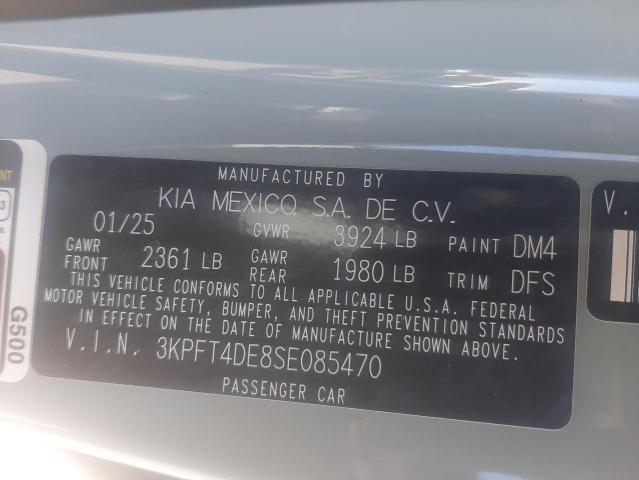 MANUFACTURED BY
KIA MEXICO, S.A. DE C.V.
01/25 GVWR 3924 LB PAINT DM4
GAWR FRONT 2361 LB GAWR REAR 1980 LB TRIM DFS
THIS VEHICLE CONFORMS TO ALL APPLICABLE U.S.A. FEDERAL
MOTOR VEHICLE SAFETY, BUMPER, AND THEFT PREVENTION STANDARDS
IN EFFECT ON THE DATE OF MANUFACTURE SHOWN ABOVE.
V.I.N. 3KPFT4DE8SE085470
PASSENGER CAR
G500
NT
3
V.